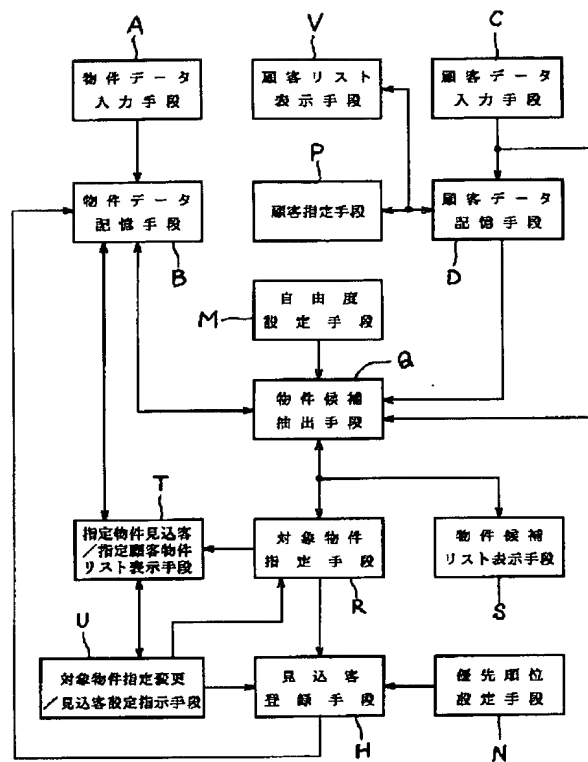 A
V
C
物件データ
入力手段
顧客リスト
表示手段
顧客データ
入力手段
P
物件データ
記憶手段
顧客指定手段
顧客データ
記憶手段
B
D
M
自由度
設定手段
Q
物件候補
抽出手段
T
指定物件見込客
/指定顧客物件
リスト表示手段
対象物件
指定手段
物件候補
リスト表示手段
R
S
U
対象物件指定変更
/見込客設定指示手段
見込客
登録手段
優先順位
設定手段
H
N